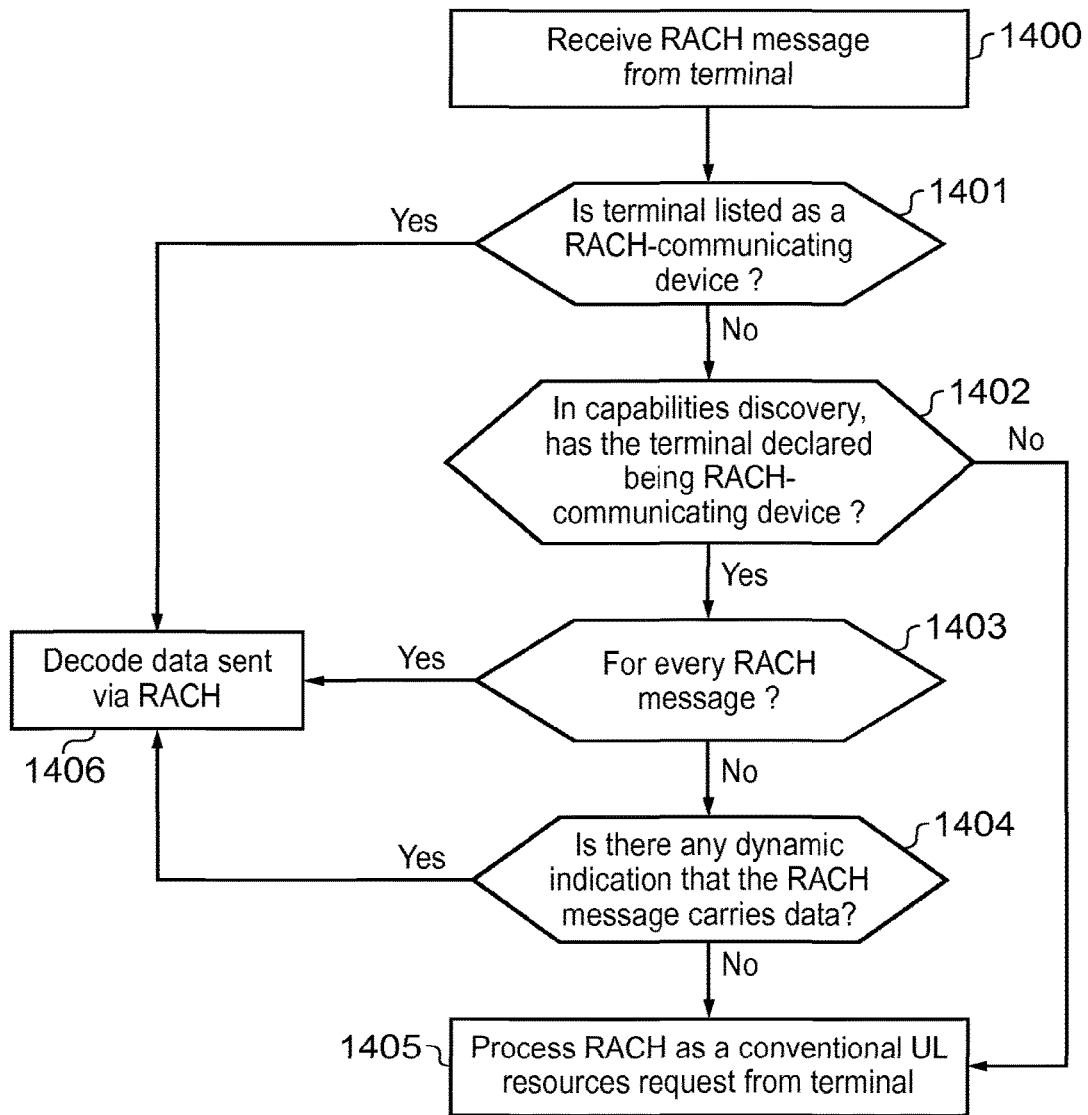 Receive RACH message
from terminal
1400
Is terminal listed as a
RACH-communicating
device ?
1401
Yes
No
In capabilities discovery,
has the terminal declared
being RACH-
communicating device ?
1402
No
Yes
For every RACH
message ?
1403
Yes
Decode data sent
via RACH
1406
No
Is there any dynamic
indication that the RACH
message carries data?
1404
Yes
No
1405
Process RACH as a conventional UL
resources request from terminal